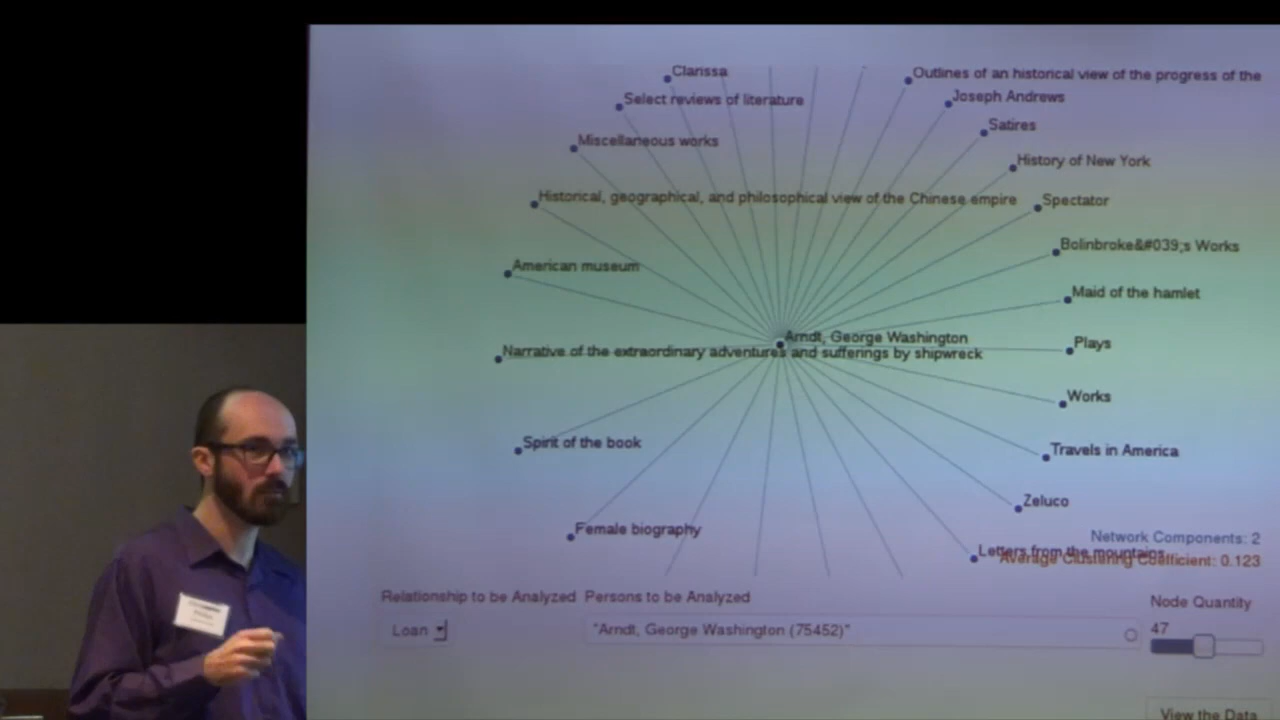 Clarissa
Outlines of an historical view of the progress of the
Select reviews of literature
Joseph Andrews
Satires
Miscellaneous works
History of New York
Historical, geographical, and philosophical view of the Chinese empire
Spectator
Bolinbroke&#039;s Works
American museum
Maid of the hamlet
Arndt, George Washington
Plays
Narrative of the extraordinary adventures and sufferings by shipwreck
Works
Spirit of the book
Travels in America
Zeluco
Female biography
Network Components: 2
Letters from the mountains
Average Clustering Coefficient: 0.123
Relationship to be Analyzed Persons to be Analyzed
Node Quantity
Loan "Arndt, George Washington (75452)"
47
View the Data